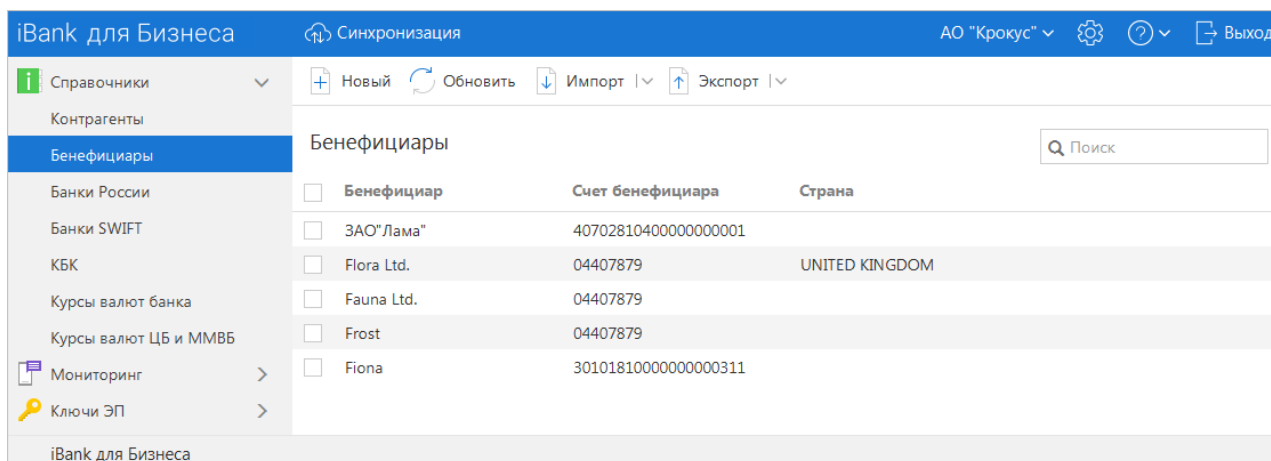 iBank для Бизнеса Синхронизация АО "Крокус" Выход
Справочники Новый Обновить Импорт Экспорт
Контрагенты
Бенефициары Бенефициары Поиск
Банки России Бенефициар Счет бенефициара Страна
Банки SWIFT ЗАО"Лама" 40702810400000000001
КБК Flora Ltd. 04407879 UNITED KINGDOM
Курсы валют банка Fauna Ltd. 04407879
Курсы валют ЦБ и ММВБ Frost 04407879
Мониторинг Fiona 30101810000000000311
Ключи ЭП
iBank для Бизнеса